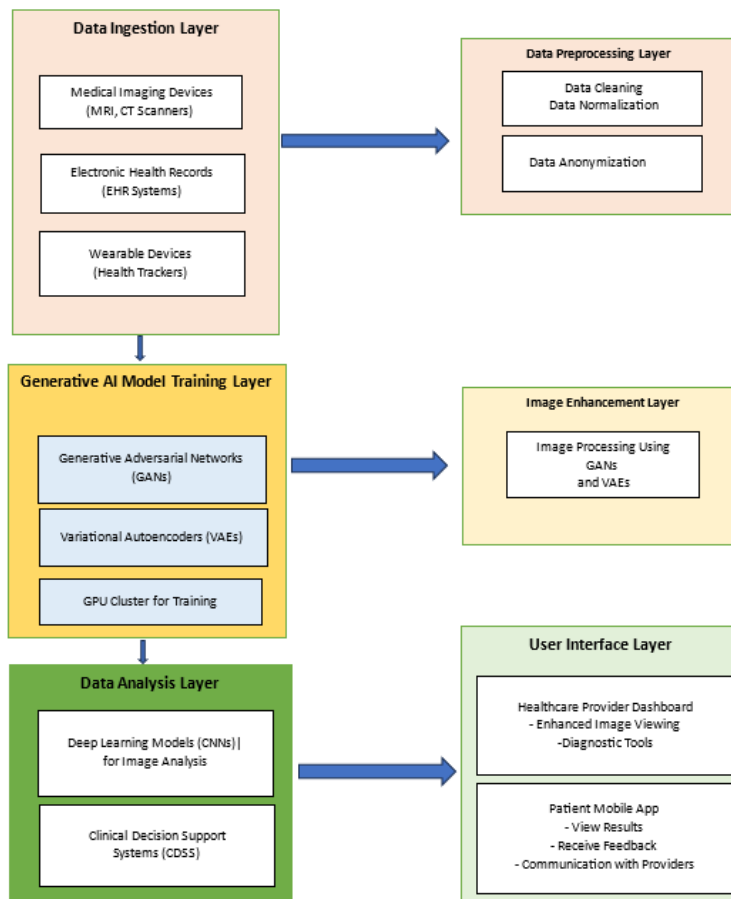 Data Ingestion Layer
Medical Imaging Devices
(MRI, CT Scanners)
Electronic Health Records
(EHR Systems)
Wearable Devices
(Health Trackers)
Data Preprocessing Layer
Data Cleaning
Data Normalization
Data Anonymization
Generative AI Model Training Layer
Generative Adversarial Networks
(GANs)
Variational Autoencoders (VAEs)
GPU Cluster for Training
Image Enhancement Layer
Image Processing Using
GANs
and VAEs
Data Analysis Layer
Deep Learning Models (CNNs)|
for Image Analysis
Clinical Decision Support
Systems (CDSS)
User Interface Layer
Healthcare Provider Dashboard
- Enhanced Image Viewing
-Diagnostic Tools
Patient Mobile App
- View Results
- Receive Feedback
- Communication with Providers